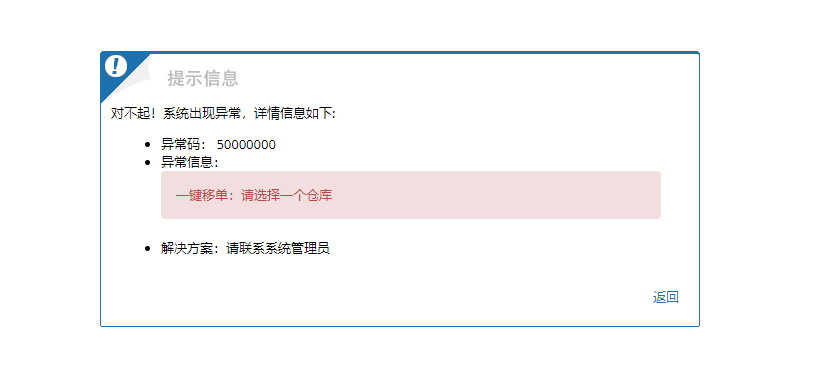 提示信息
对不起！系统出现异常，详情信息如下:
异常码： 50000000
异常信息：
一键移单：请选择一个仓库
解决方案：请联系系统管理员
返回